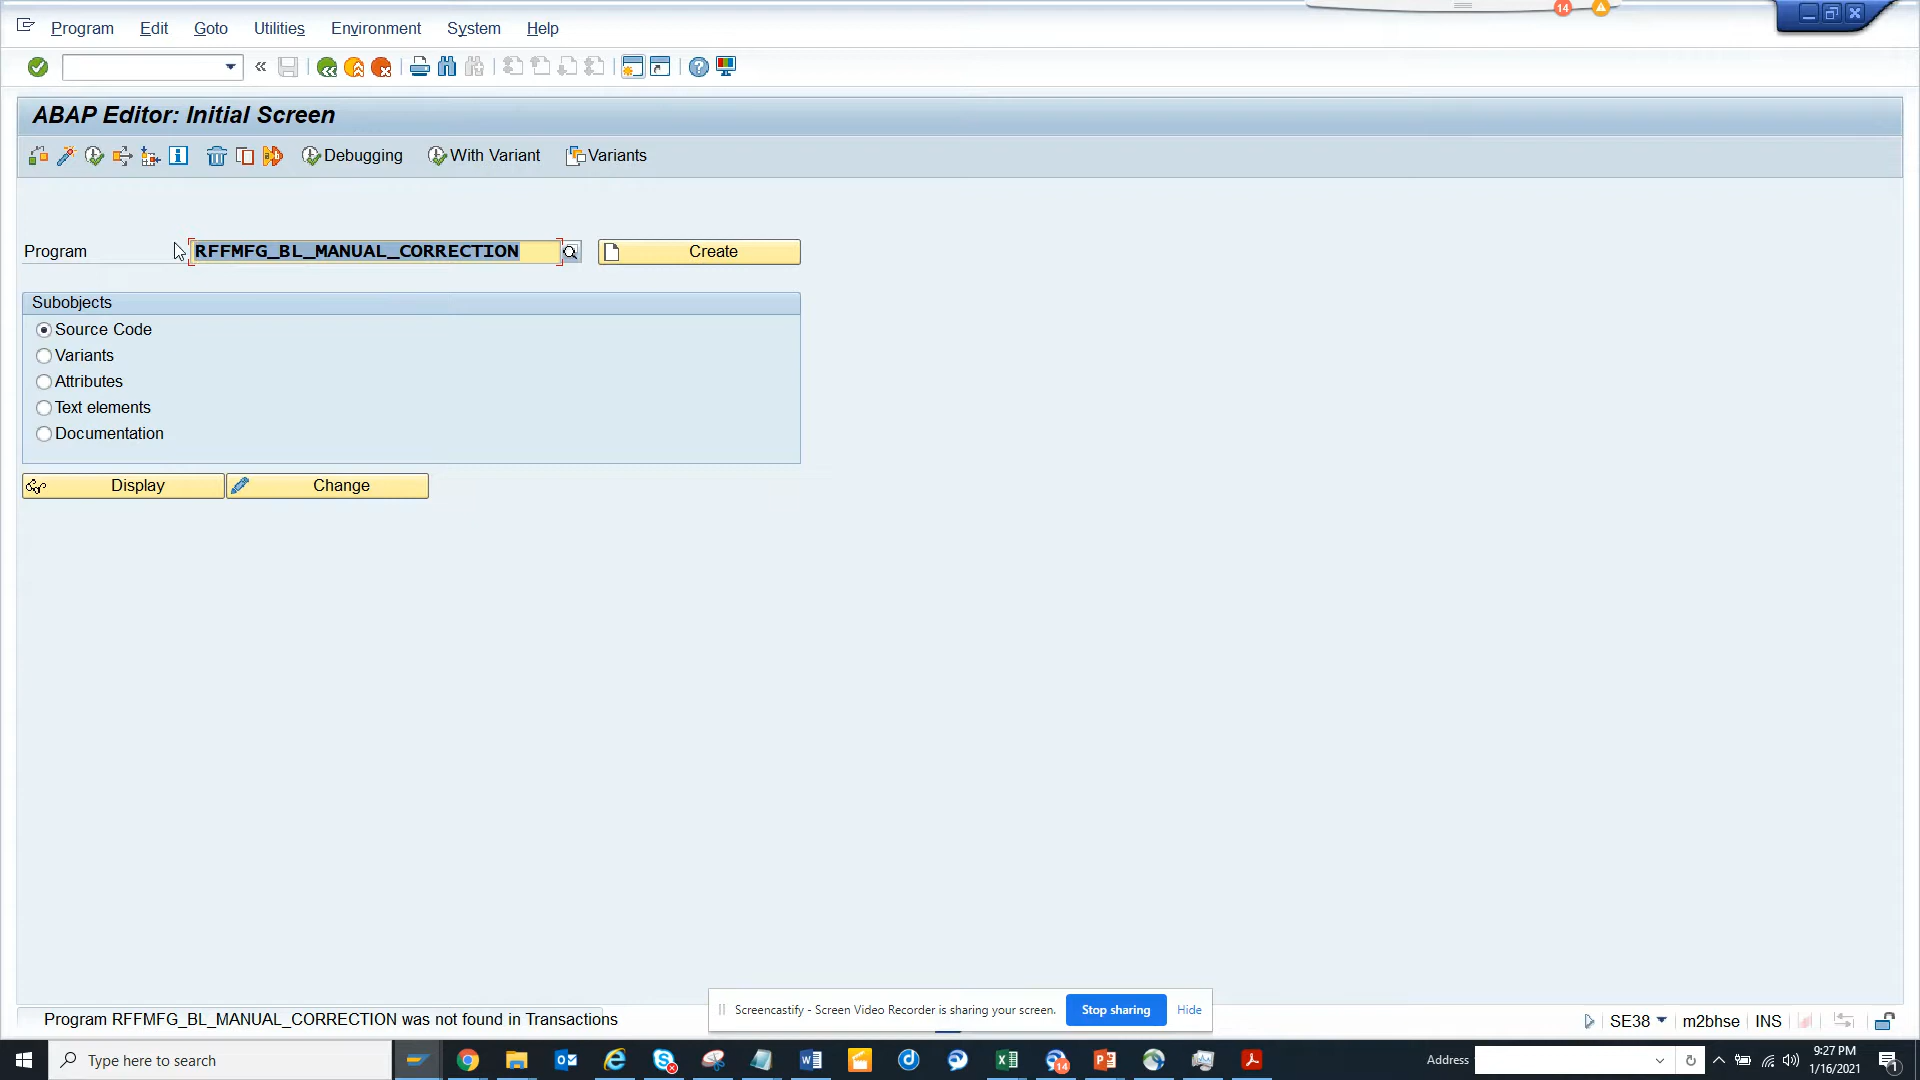 Program Edit Goto Utilities Environment System Help
14
ABAP Editor: Initial Screen
Debugging With Variant Variants
Program RFFMFG_BL_MANUAL_CORRECTION Create
Subobjects
Source Code
Variants
Attributes
Text elements
Documentation
Display Change
Screencastify - Screen Video Recorder is sharing your screen. Stop sharing Hide
Program RFFMFG_BL_MANUAL_CORRECTION was not found in Transactions
SE38 m2bhse INS
Type here to search
14
Address
9:27 PM
1/16/2021
1